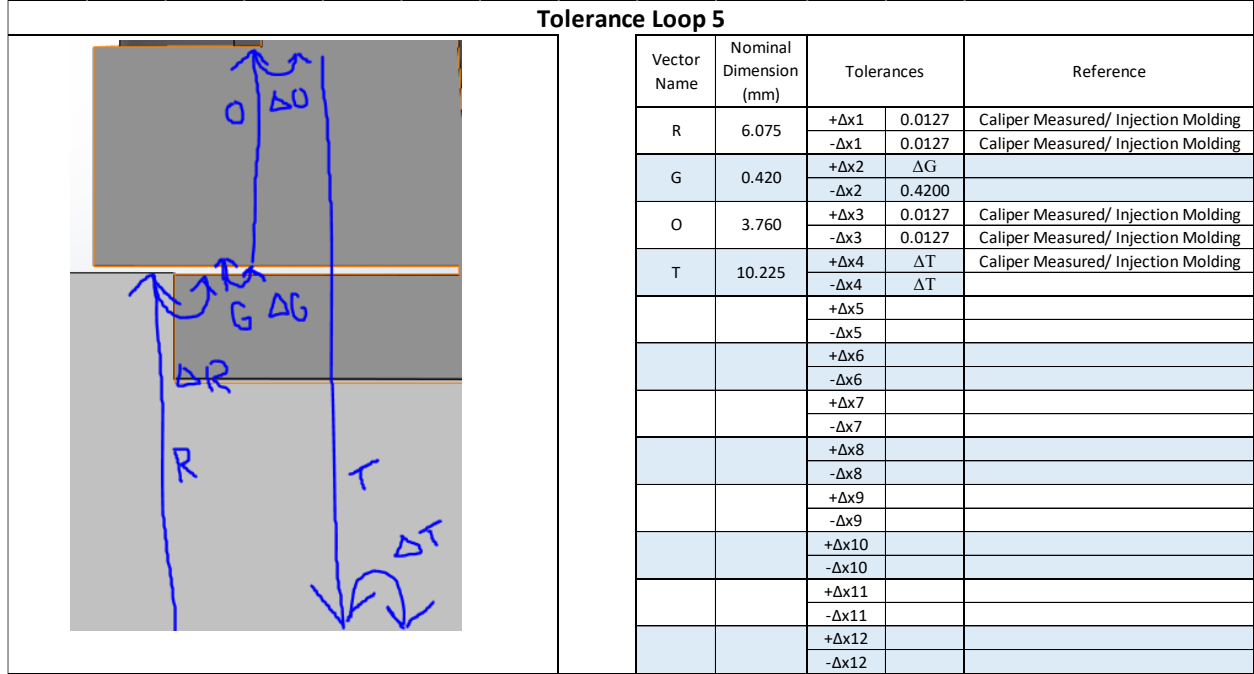 Tolerance Loop 5
O ΔO
G ΔG
ΔR
R T
ΔT
Vector Name Nominal Dimension (mm) Tolerances Reference
R 6.075 +Δx1 0.0127 Caliper Measured/ Injection Molding
-Δx1 0.0127 Caliper Measured/ Injection Molding
G 0.420 +Δx2 ΔG
-Δx2 0.4200
O 3.760 +Δx3 0.0127 Caliper Measured/ Injection Molding
-Δx3 0.0127 Caliper Measured/ Injection Molding
T 10.225 +Δx4 ΔT Caliper Measured/ Injection Molding
-Δx4 ΔT
+Δx5
-Δx5
+Δx6
-Δx6
+Δx7
-Δx7
+Δx8
-Δx8
+Δx9
-Δx9
+Δx10
-Δx10
+Δx11
-Δx11
+Δx12
-Δx12